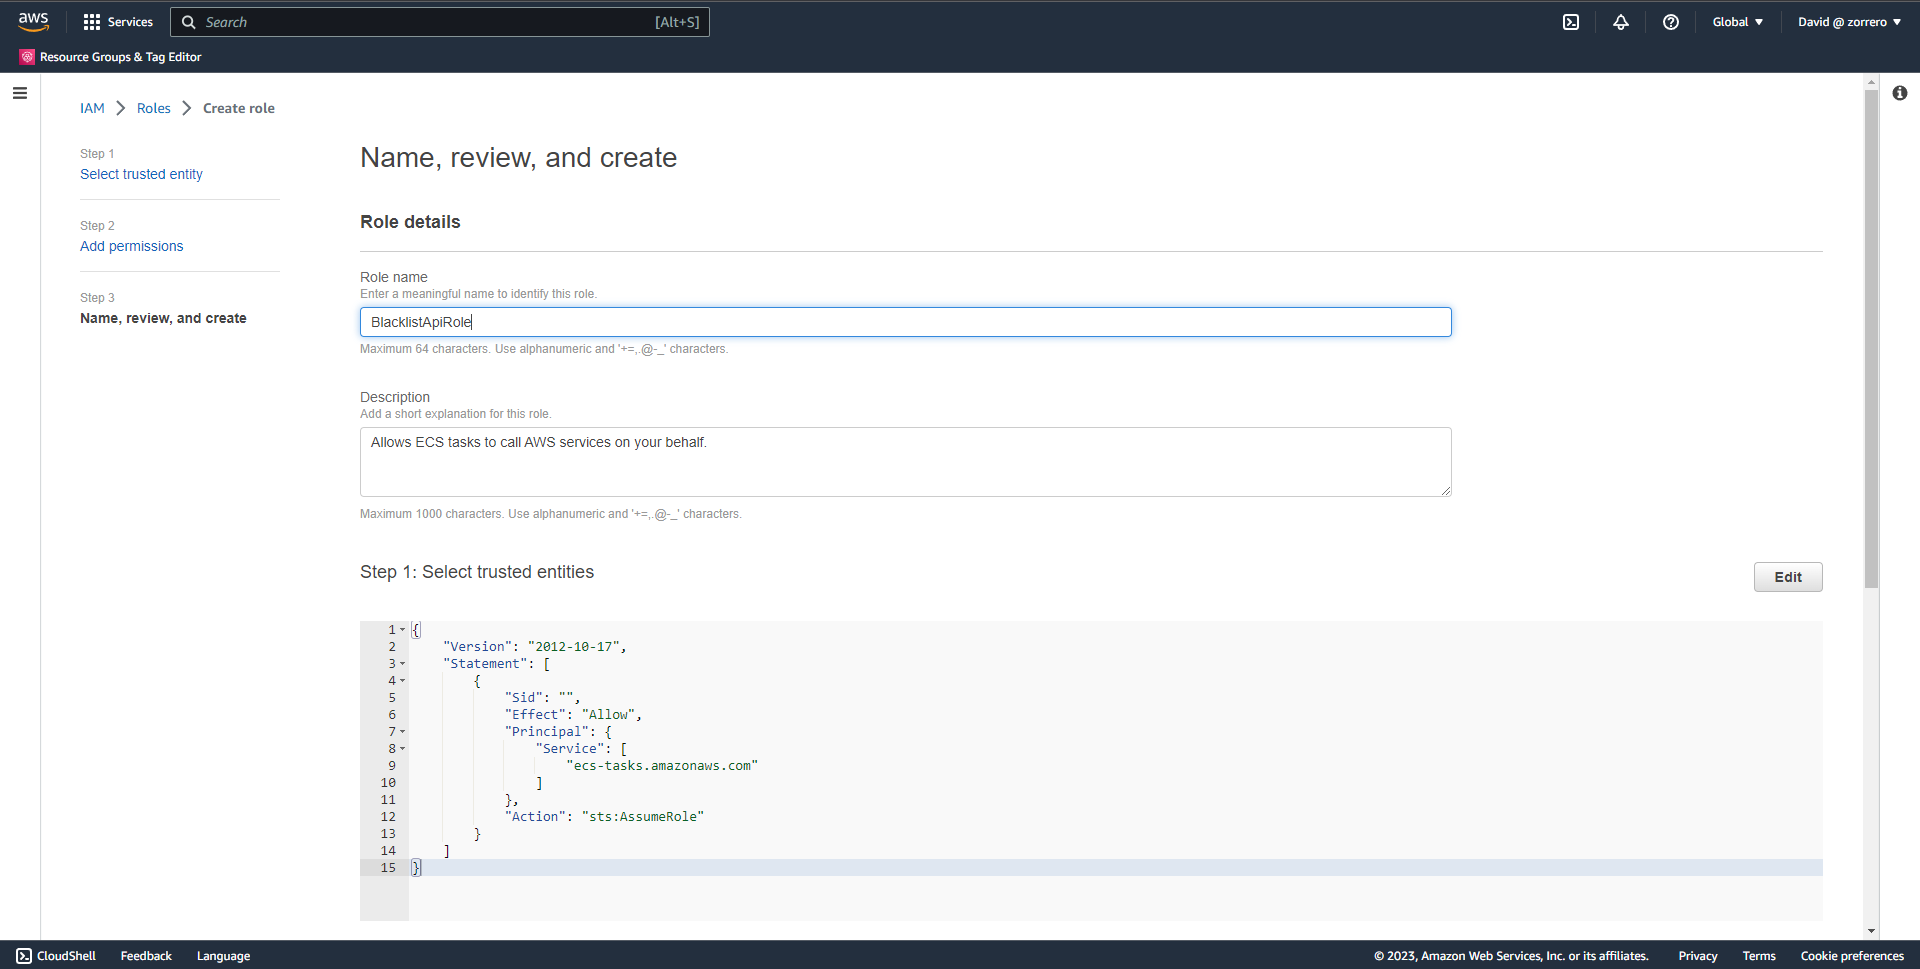 aws
Services
Search
[Alt+S]
Global
David @ zorrero
Resource Groups & Tag Editor
IAM
Roles
Create role
Step 1
Select trusted entity
Step 2
Add permissions
Step 3
Name, review, and create
Name, review, and create
Role details
Role name
Enter a meaningful name to identify this role.
BlacklistApiRole
Maximum 64 characters. Use alphanumeric and '+=,.@-_' characters.
Description
Add a short explanation for this role.
Allows ECS tasks to call AWS services on your behalf.
Maximum 1000 characters. Use alphanumeric and '+=,.@-_' characters.
Step 1: Select trusted entities
Edit
1 {
2 "Version": "2012-10-17",
3 "Statement": [
4 {
5 "Sid": "",
6 "Effect": "Allow",
7 "Principal": {
8 "Service": [
9 "ecs-tasks.amazonaws.com"
10 ]
11 },
12 "Action": "sts:AssumeRole"
13 }
14 ]
15 }
CloudShell
Feedback
Language
© 2023, Amazon Web Services, Inc. or its affiliates.
Privacy
Terms
Cookie preferences